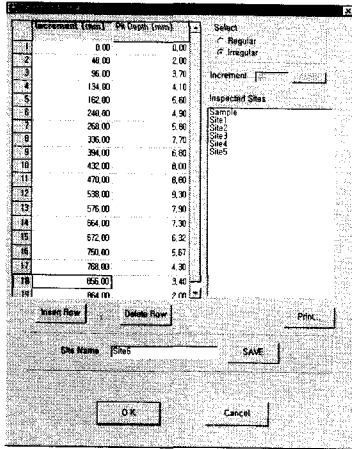 Increment (mm) Pit Depth (mm)
1 0.00 0.00
2 48.00 2.00
3 96.00 3.70
4 134.00 4.10
5 162.00 5.60
6 240.00 4.90
7 268.00 5.80
8 336.00 7.70
9 394.00 6.80
10 432.00 8.00
11 470.00 8.60
12 538.00 9.30
13 576.00 7.90
14 664.00 7.30
15 672.00 6.32
16 750.40 5.67
17 768.00 4.30
18 856.00 3.40
19 864.00 2.00
Select
Regular
Irregular
Increment
Inspected Sites
Sample
Site1
Site2
Site3
Site4
Site5
Insert Row Delete Row Print...
Site Name Site6 SAVE
OK Cancel